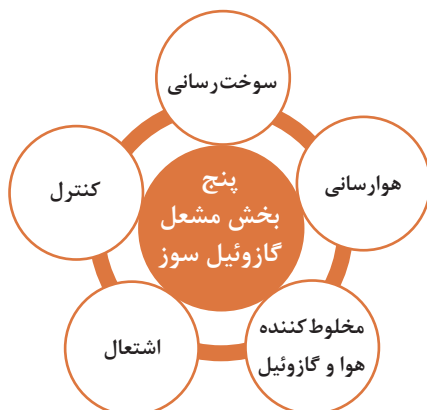 سوخت‌رسانی
هوارسانی
مخلوط‌کننده
هوا و گازوئیل
اشتعال
کنترل
پنج
بخش مشعل
گازوئیل سوز